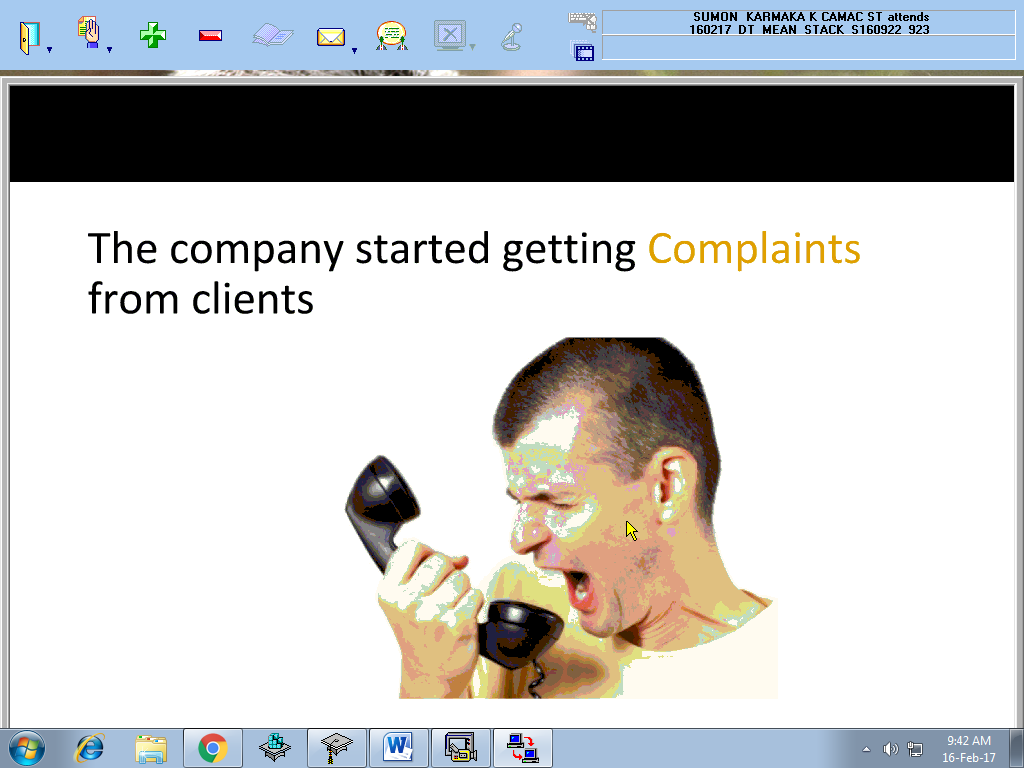 SUMON KARMAKA K CAMAC ST attends
160217 DT MEAN STACK S160922 923
The company started getting Complaints
from clients
9:42 AM
16-Feb-17